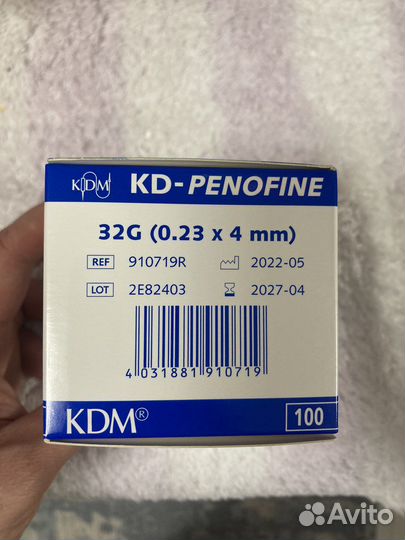 KDM KD-PENOFINE
32G (0.23 x 4 mm)
REF 910719R 2022-05
LOT 2E82403 2027-04
4 031881 910719
KDM® 100
Avito